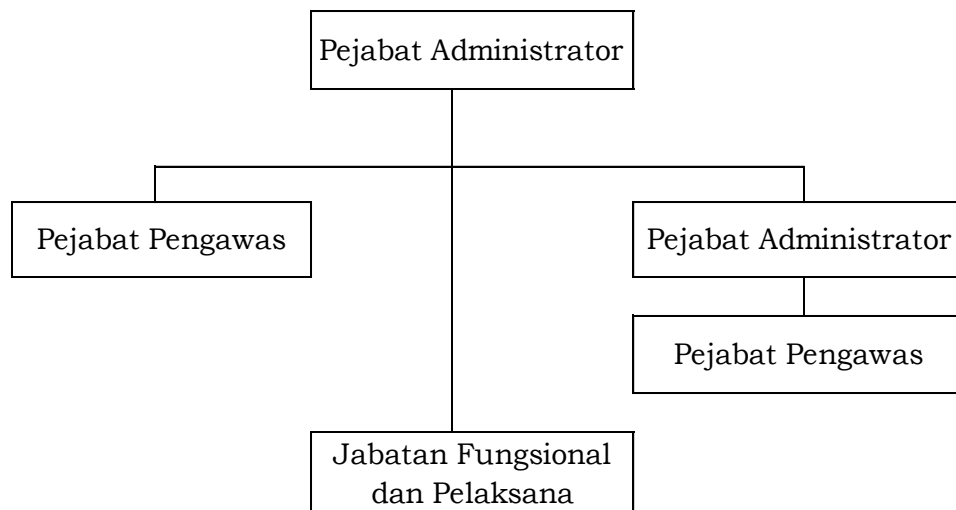 Pejabat Administrator
Pejabat Pengawas
Pejabat Administrator
Pejabat Pengawas
Jabatan Fungsional
dan Pelaksana